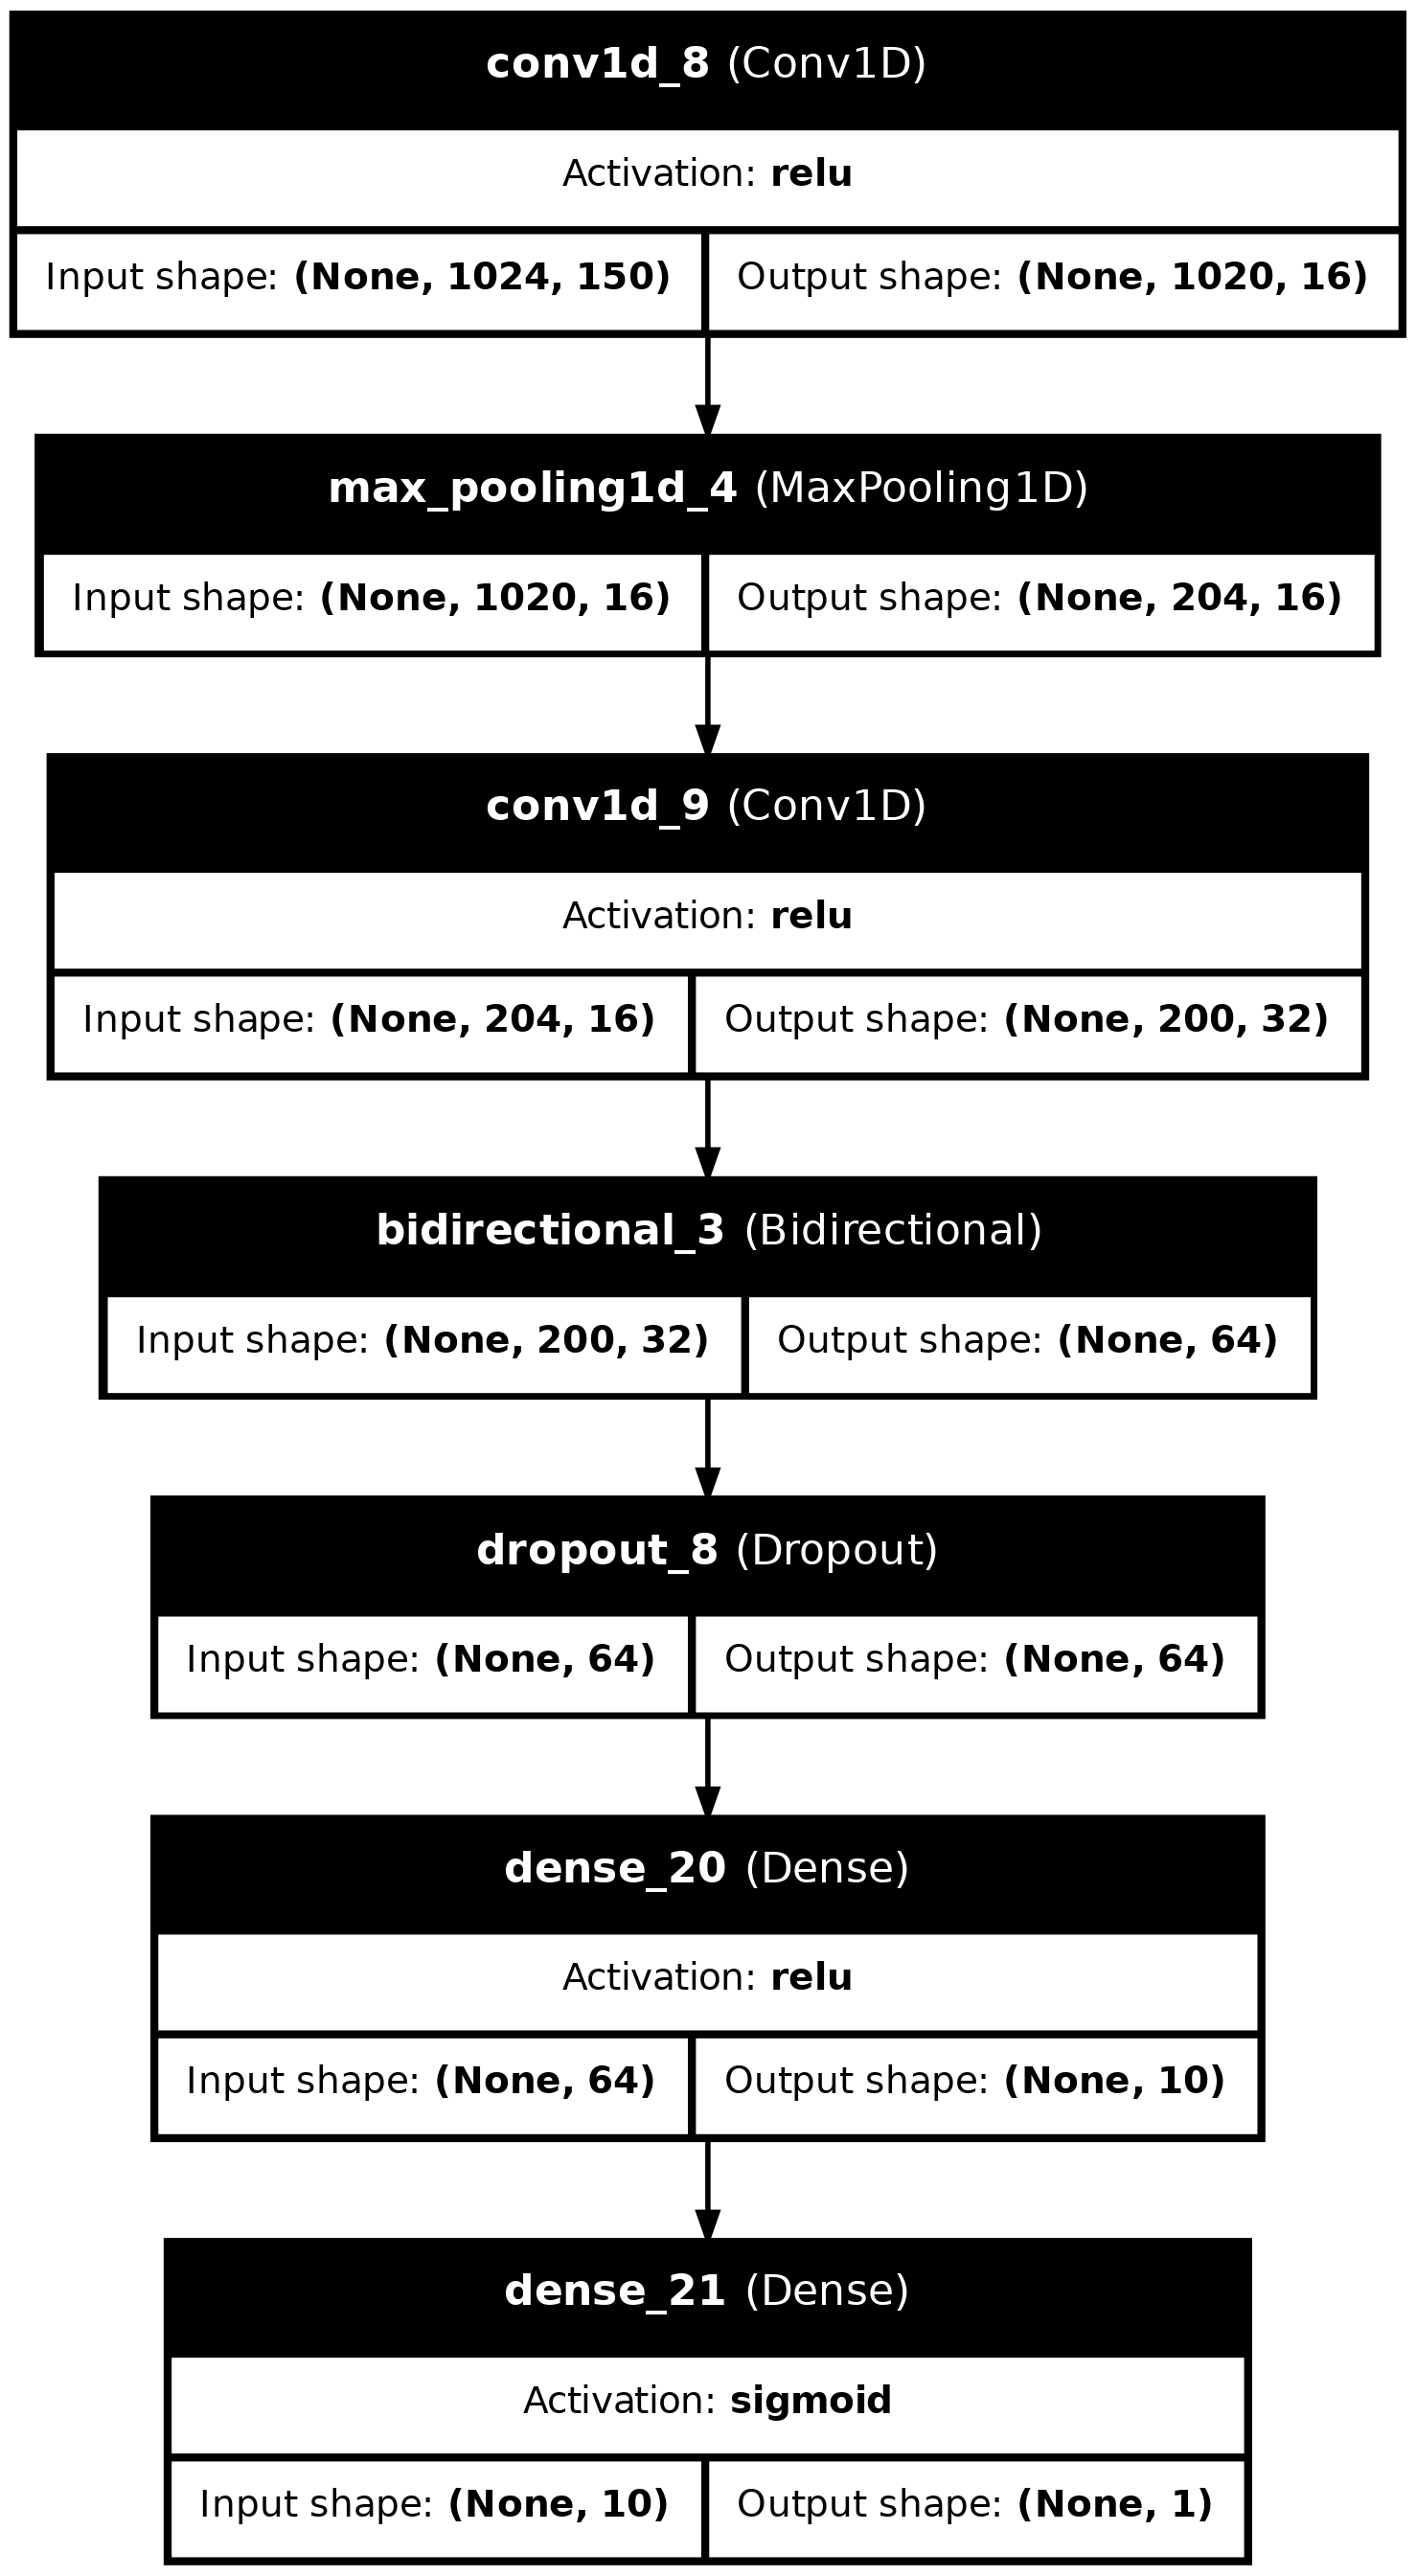 conv1d_8 (Conv1D)
Activation: relu
Input shape: (None, 1024, 150) Output shape: (None, 1020, 16)
max_pooling1d_4 (MaxPooling1D)
Input shape: (None, 1020, 16) Output shape: (None, 204, 16)
conv1d_9 (Conv1D)
Activation: relu
Input shape: (None, 204, 16) Output shape: (None, 200, 32)
bidirectional_3 (Bidirectional)
Input shape: (None, 200, 32) Output shape: (None, 64)
dropout_8 (Dropout)
Input shape: (None, 64) Output shape: (None, 64)
dense_20 (Dense)
Activation: relu
Input shape: (None, 64) Output shape: (None, 10)
dense_21 (Dense)
Activation: sigmoid
Input shape: (None, 10) Output shape: (None, 1)